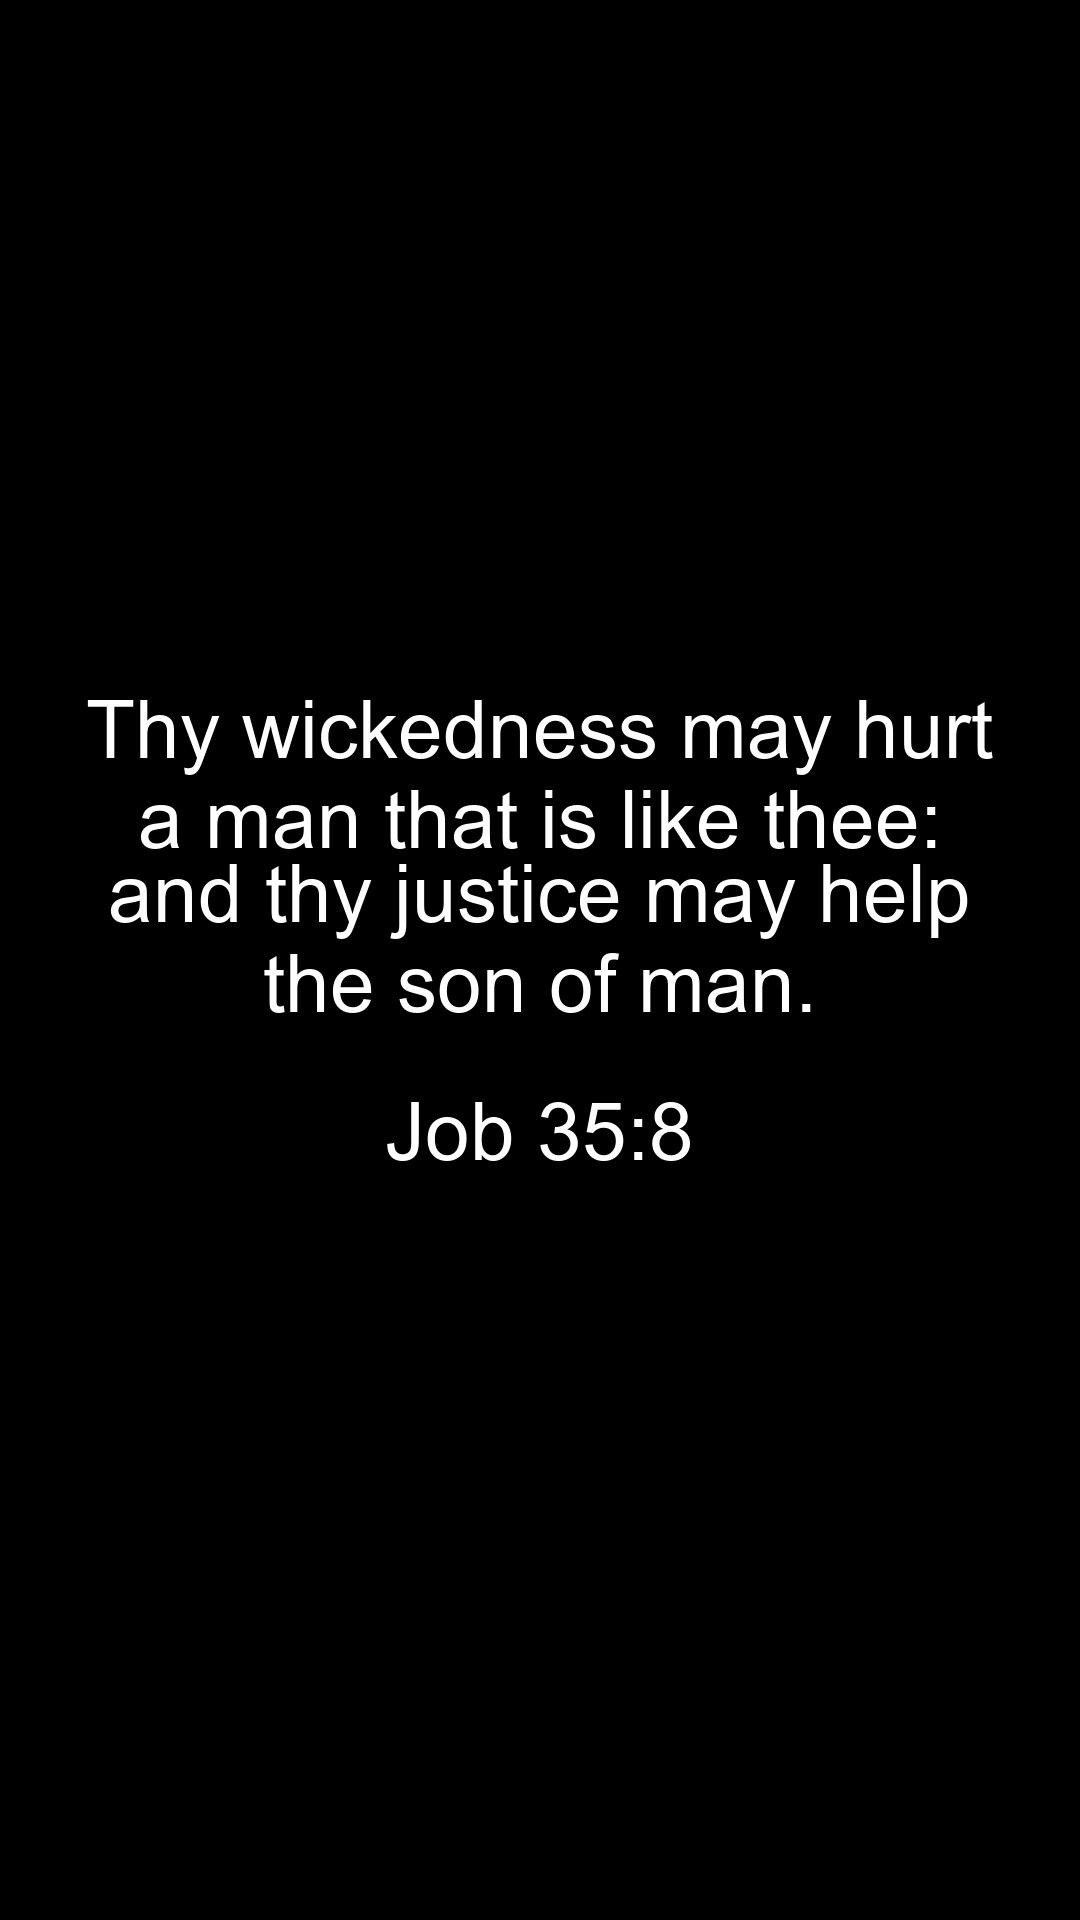 Thy wickedness may hurt
a man that is like thee:
and thy justice may help
the son of man.
Job 35:8